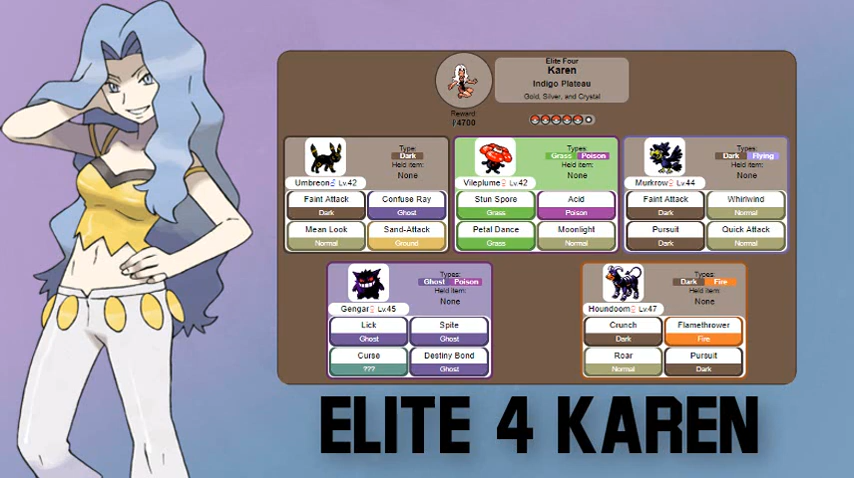 Elite Four
Karen
Indigo Plateau
Gold, Silver, and Crystal
Reward:
4700
Type:
Dark
Held item:
None
Umbreon♂ Lv.42
Faint Attack
Dark
Confuse Ray
Ghost
Mean Look
Normal
Sand-Attack
Ground
Types:
Grass Poison
Held item:
None
Vileplume♀ Lv.42
Stun Spore
Grass
Acid
Poison
Petal Dance
Grass
Moonlight
Normal
Types:
Dark Flying
Held item:
None
Murkrow♀ Lv.44
Faint Attack
Dark
Whirlwind
Normal
Pursuit
Dark
Quick Attack
Normal
Types:
Ghost Poison
Held item:
None
Gengar♀ Lv.45
Lick
Ghost
Spite
Ghost
Curse
???
Destiny Bond
Ghost
Types:
Dark Fire
Held item:
None
Houndoom♀ Lv.47
Crunch
Dark
Flamethrower
Fire
Roar
Normal
Pursuit
Dark
ELITE 4 KAREN